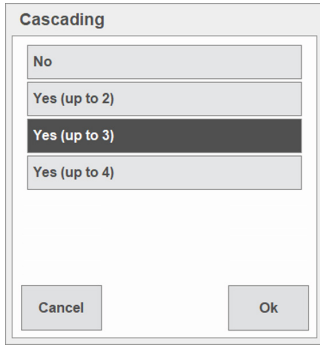 Cascading
No
Yes (up to 2)
Yes (up to 3)
Yes (up to 4)
Cancel
Ok